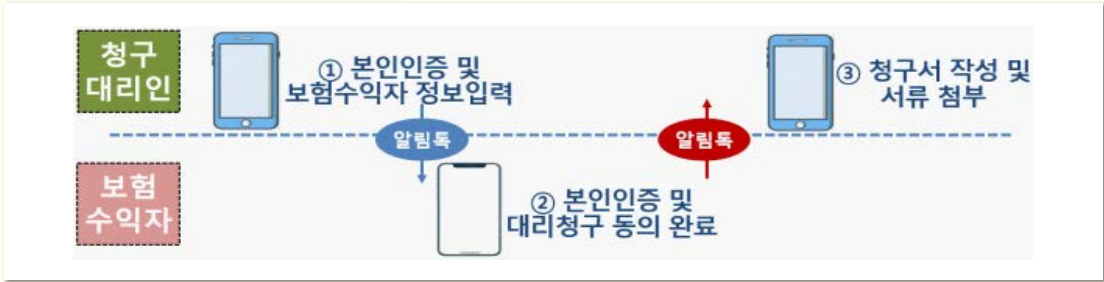 청구
대리인
① 본인인증 및
보험수익자 정보입력
③ 청구서 작성 및
서류 첨부
알림톡
알림톡
보험
수익자
② 본인인증 및
대리청구 동의 완료